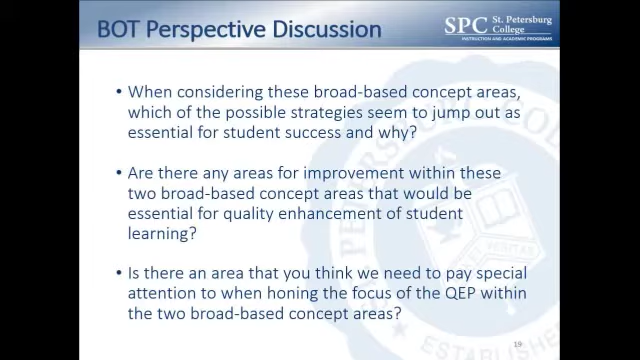 BOT Perspective Discussion
SPC St. Petersburg
College
INSTRUCTION AND ACADEMIC PROGRAMS
• When considering these broad-based concept areas,
which of the possible strategies seem to jump out as
essential for student success and why?
• Are there any areas for improvement within these
two broad-based concept areas that would be
essential for quality enhancement of student
learning?
• Is there an area that you think we need to pay special
attention to when honing the focus of the QEP within
the two broad-based concept areas?
19